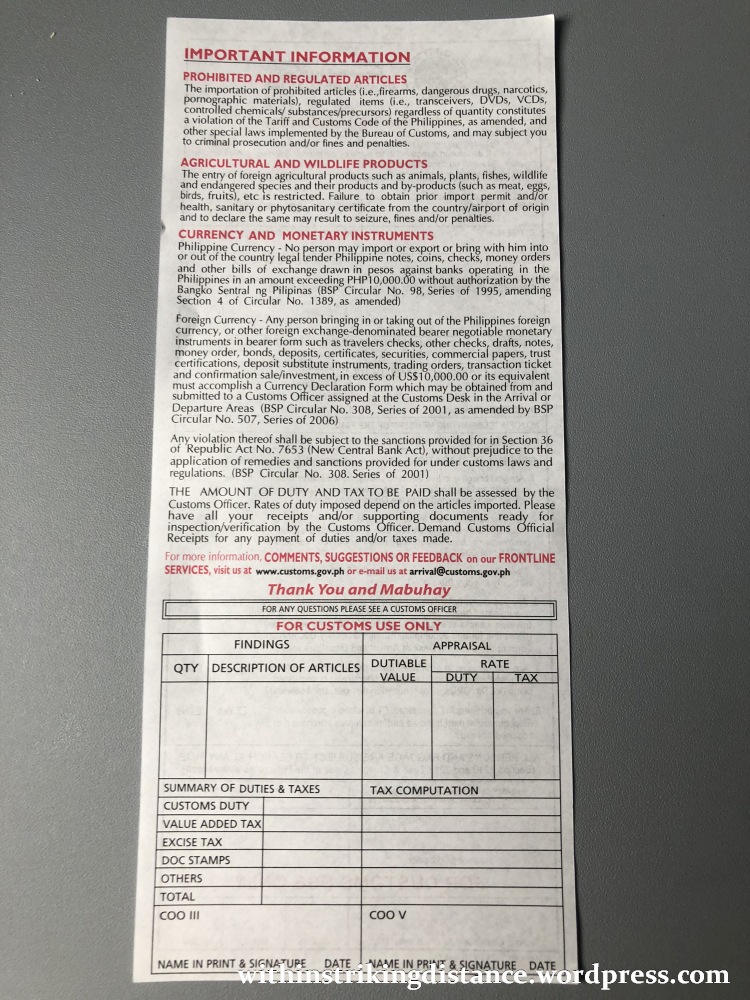 IMPORTANT INFORMATION
PROHIBITED AND REGULATED ARTICLES
The importation of prohibited articles (i.e.,firearms, dangerous drugs, narcotics,
pornographic materials), regulated items (i.e., transceivers, DVDs, VCDs,
controlled chemicals/ substances/precursors) regardless of quantity constitutes
a violation of the Tariff and Customs Code of the Philippines, as amended, and
other special laws implemented by the Bureau of Customs, and may subject you
to criminal prosecution and/or fines and penalties.
AGRICULTURAL AND WILDLIFE PRODUCTS
The entry of foreign agricultural products such as animals, plants, fishes, wildlife
and endangered species and their products and by-products (such as meat, eggs,
birds, fruits), etc is restricted. Failure to obtain prior import permit and/or
health, sanitary or phytosanitary certificate from the country/airport of origin
and to declare the same may result to seizure, fines and/or penalties.
CURRENCY AND MONETARY INSTRUMENTS
Philippine Currency - No person may import or export or bring with him into
or out of the country legal tender Philippine notes, coins, checks, money orders
and other bills of exchange drawn in pesos against banks operating in the
Philippines in an amount exceeding PHP10,000.00 without authorization by the
Bangko Sentral ng Pilipinas (BSP Circular No. 98, Series of 1995, amending
Section 4 of Circular No. 1389, as amended)
Foreign Currency - Any person bringing in or taking out of the Philippines foreign
currency, or other foreign exchange-denominated bearer negotiable monetary
instruments in bearer form such as travelers checks, other checks, drafts, notes,
money order, bonds, deposits, certificates, securities, commercial papers, trust
certifications, deposit substitute instruments, trading orders, transaction ticket
and confirmation sale/investment, in excess of US$10,000.00 or its equivalent
must accomplish a Currency Declaration Form which may be obtained from and
submitted to a Customs Officer assigned at the Customs Desk in the Arrival or
Departure Areas (BSP Circular No. 308, Series of 2001, as amended by BSP
Circular No. 507, Series of 2006)
Any violation thereof shall be subject to the sanctions provided for in Section 36
of Republic Act No. 7653 (New Central Bank Act), without prejudice to the
application of remedies and sanctions provided for under customs laws and
regulations. (BSP Circular No. 308. Series of 2001)
THE AMOUNT OF DUTY AND TAX TO BE PAID shall be assessed by the
Customs Officer. Rates of duty imposed depend on the articles imported. Please
have all your receipts and/or supporting documents ready for
inspection/verification by the Customs Officer. Demand Customs Official
Receipts for any payment of duties and/or taxes made.
For more information, COMMENTS, SUGGESTIONS OR FEEDBACK on our FRONTLINE
SERVICES, visit us at www.customs.gov.ph or e-mail us at arrival@customs.gov.ph
Thank You and Mabuhay
FOR ANY QUESTIONS PLEASE SEE A CUSTOMS OFFICER
FOR CUSTOMS USE ONLY
FINDINGS APPRAISAL
QTY DESCRIPTION OF ARTICLES DUTIABLE VALUE RATE
DUTY TAX
SUMMARY OF DUTIES & TAXES TAX COMPUTATION
CUSTOMS DUTY
VALUE ADDED TAX
EXCISE TAX
DOC STAMPS
OTHERS
TOTAL
COO III COO V
NAME IN PRINT & SIGNATURE DATE NAME IN PRINT & SIGNATURE DATE
withinstrikingdistance.wordpress.com